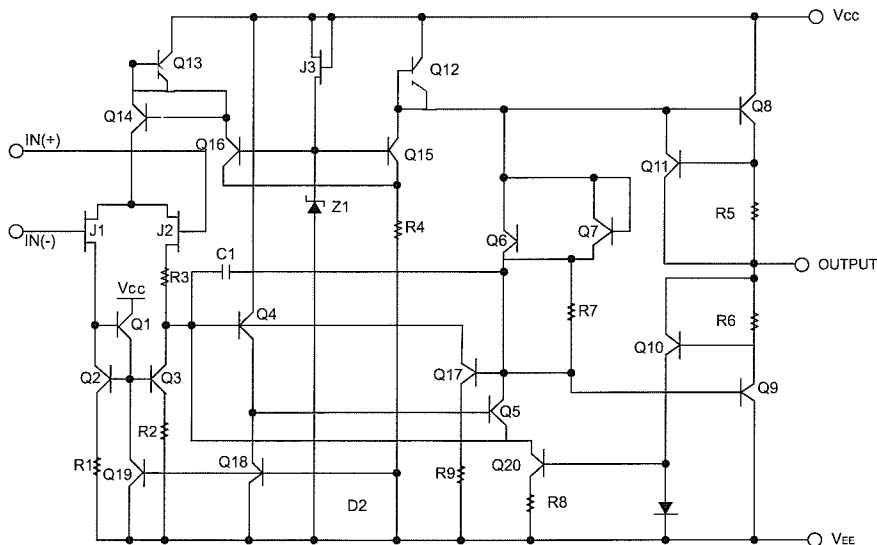 Vcc
Q13
J3
Q12
Q14
Q8
IN(+)
Q16
Q15
Q11
Z1
R4
R5
J1
J2
Q6
Q7
IN(-)
C1
OUTPUT
R3
Vcc
R7
R6
Q1
Q4
Q10
Q2
Q3
Q17
Q9
Q5
R2
R1
Q19
Q18
R9
Q20
D2
R8
VEE